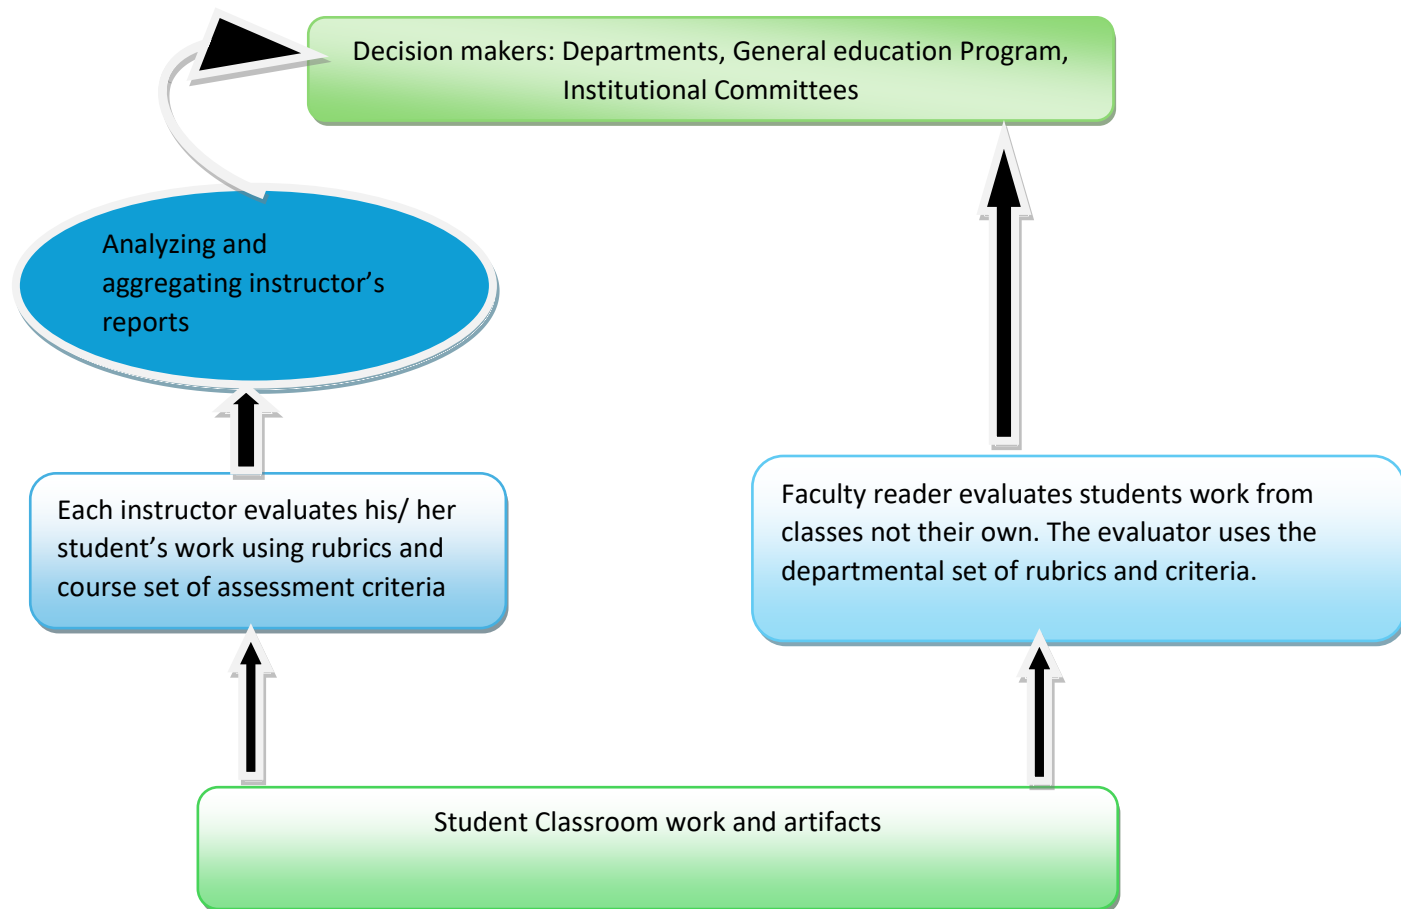 Decision makers: Departments, General education Program,
Institutional Committees
Analyzing and
aggregating instructor’s
reports
Each instructor evaluates his/ her
student’s work using rubrics and
course set of assessment criteria
Faculty reader evaluates students work from
classes not their own. The evaluator uses the
departmental set of rubrics and criteria.
Student Classroom work and artifacts